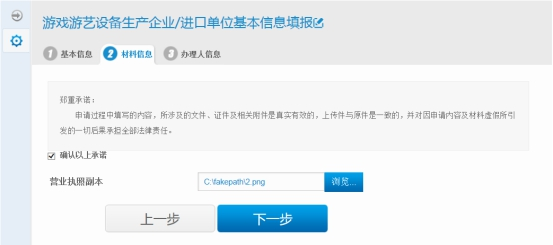 游戏游艺设备生产企业/进口单位基本信息填报
1 基本信息 2 材料信息 3 办理人信息
郑重承诺：
申请过程中填写的内容，所涉及的文件、证件及相关附件是真实有效的，上传件与原件是一致的，并对因申请内容及材料虚假所引
发的一切后果承担全部法律责任。
确认以上承诺
营业执照副本 C:\fakepath\2.png 浏览...
上一步 下一步